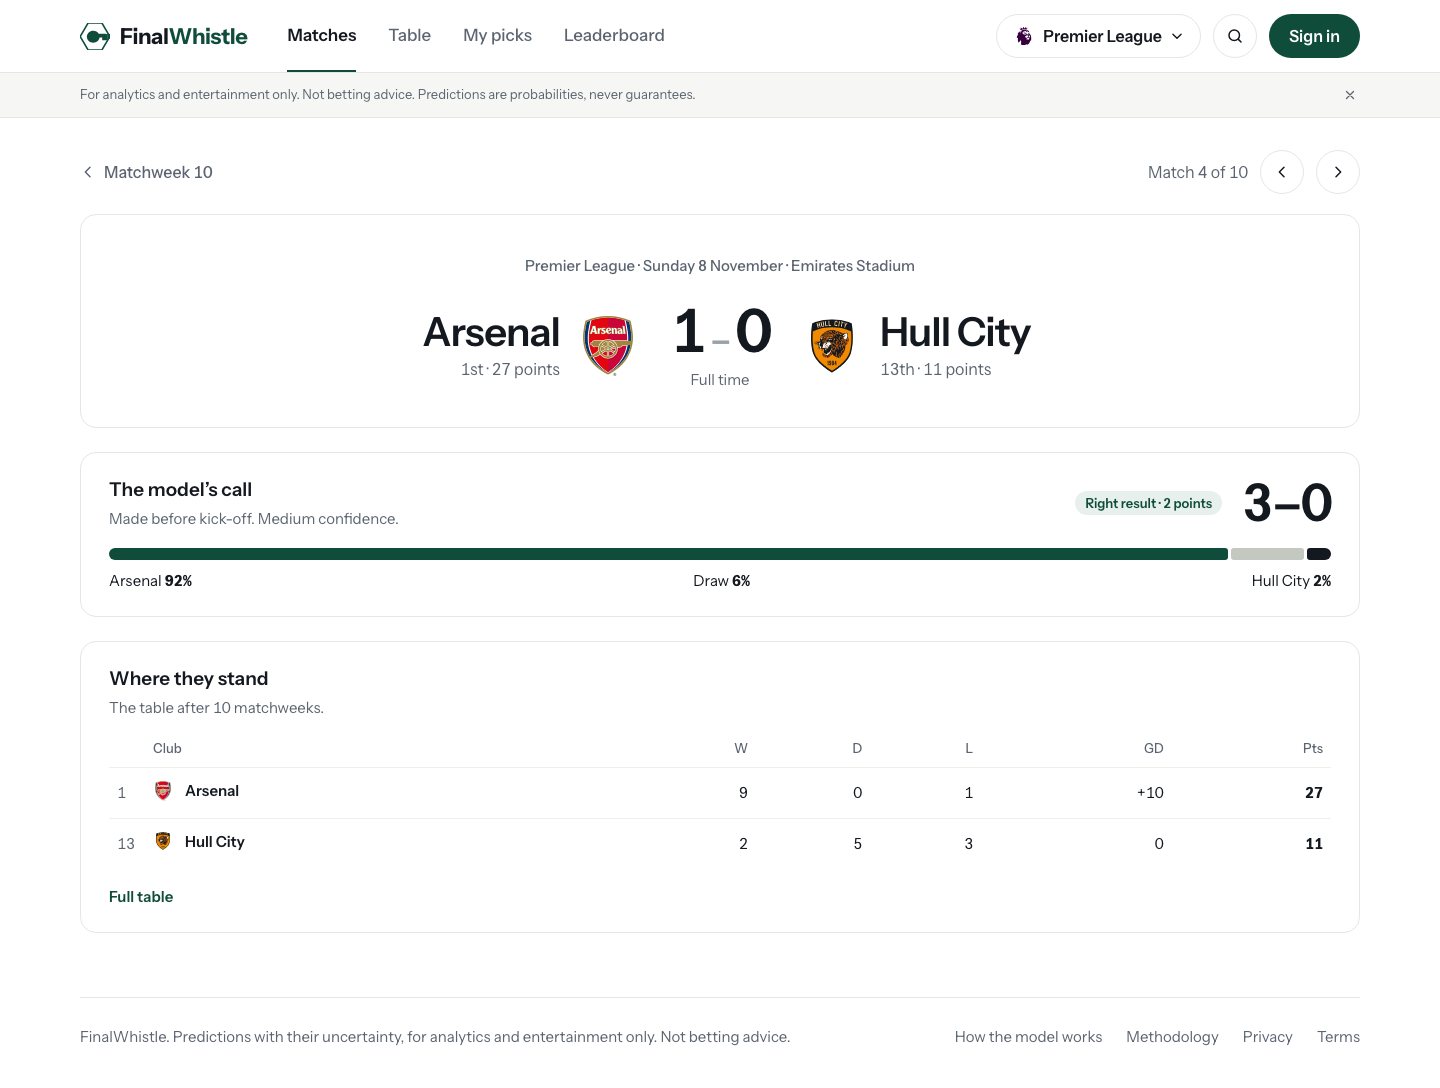 FinalWhistle Matches Table My picks Leaderboard Premier League Sign in
For analytics and entertainment only. Not betting advice. Predictions are probabilities, never guarantees.
Matchweek 10 Match 4 of 10
Premier League · Sunday 8 November · Emirates Stadium
Arsenal Arsenal 1 – 0 HULL CITY 1904 Hull City
1st · 27 points Full time 13th · 11 points
The model’s call
Made before kick-off. Medium confidence.
Right result · 2 points 3–0
Arsenal 92% Draw 6% Hull City 2%
Where they stand
The table after 10 matchweeks.
Club W D L GD Pts
1 Arsenal 9 0 1 +10 27
13 Hull City 2 5 3 0 11
Full table
FinalWhistle. Predictions with their uncertainty, for analytics and entertainment only. Not betting advice. How the model works Methodology Privacy Terms